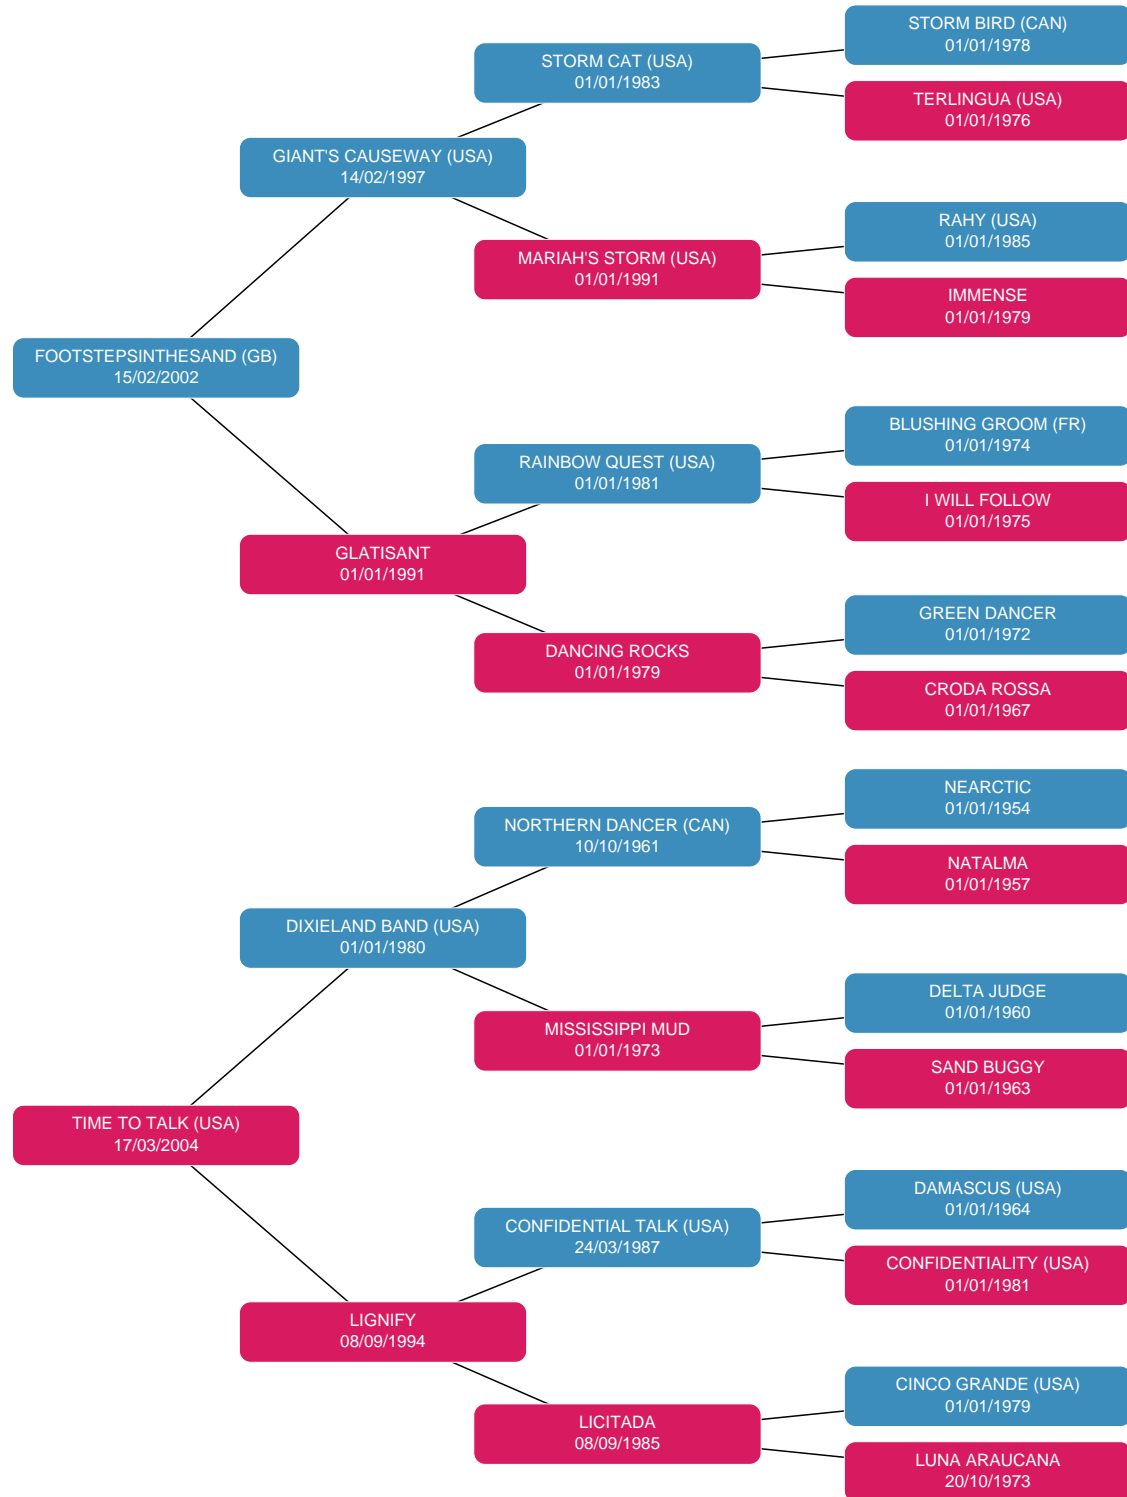 STORM BIRD (CAN)
01/01/1978
STORM CAT (USA)
01/01/1983
TERLINGUA (USA)
01/01/1976
GIANT'S CAUSEWAY (USA)
14/02/1997
RAHY (USA)
01/01/1985
MARIAH'S STORM (USA)
01/01/1991
IMMENSE
01/01/1979
FOOTSTEPSINTHESAND (GB)
15/02/2002
BLUSHING GROOM (FR)
01/01/1974
RAINBOW QUEST (USA)
01/01/1981
I WILL FOLLOW
01/01/1975
GLATISANT
01/01/1991
GREEN DANCER
01/01/1972
DANCING ROCKS
01/01/1979
CRODA ROSSA
01/01/1967
NEARCTIC
01/01/1954
NORTHERN DANCER (CAN)
10/10/1961
NATALMA
01/01/1957
DIXIELAND BAND (USA)
01/01/1980
DELTA JUDGE
01/01/1960
MISSISSIPPI MUD
01/01/1973
SAND BUGGY
01/01/1963
TIME TO TALK (USA)
17/03/2004
DAMASCUS (USA)
01/01/1964
CONFIDENTIAL TALK (USA)
24/03/1987
CONFIDENTIALITY (USA)
01/01/1981
LIGNIFY
08/09/1994
CINCO GRANDE (USA)
01/01/1979
LICITADA
08/09/1985
LUNA ARAUCANA
20/10/1973